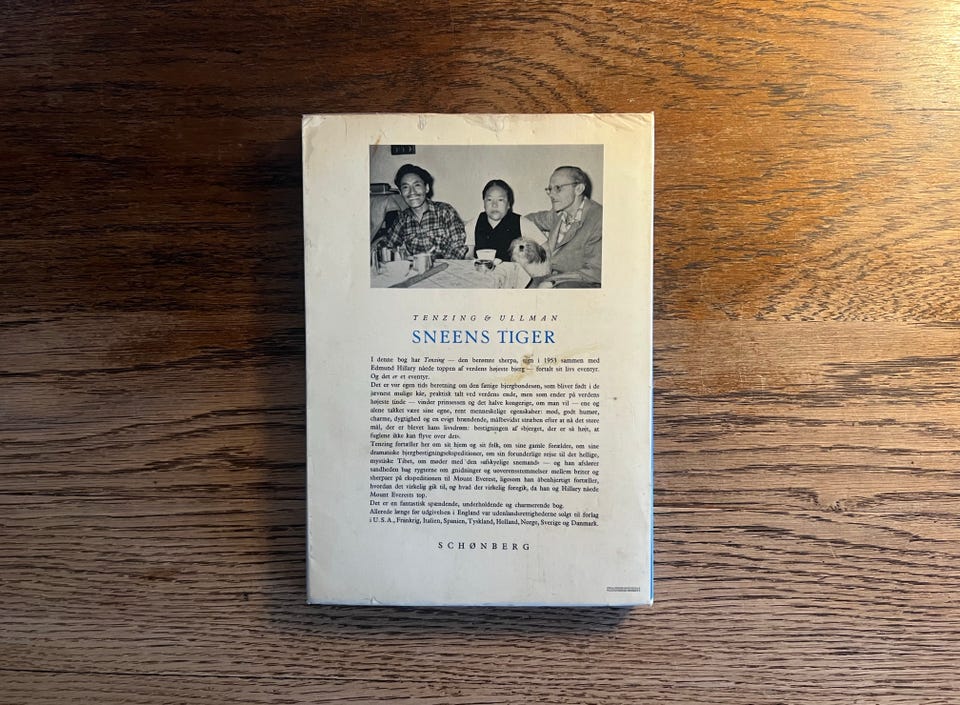 TENZING & ULLMAN
SNEENS TIGER
I denne bog har Tenzing — den berømte sherpa, som i 1953 sammen med
Edmund Hillary nåede toppen af verdens højeste bjerg — fortalt sit livs eventyr.
Og det er et eventyr.
Det er vor egen tids beretning om den fattige bjergbondesøn, som bliver født i de
jævnest mulige kår, praktisk talt ved verdens ende, men som ender på verdens
højeste tinde — vinder prinsessen og det halve kongerige, om man vil — ene og
alene takket være sine egne, rent menneskelige egenskaber: mod, godt humør,
charme, dygtighed og en evigt brændende, målbevidst stræben efter at nå det store
mål, der er blevet hans livsdrøm: bestigningen af »bjerget, der er så højt, at
fuglene ikke kan flyve over det«.
Tenzing fortæller her om sit hjem og sit folk, om sine gamle forældre, om sine
dramatiske bjergbestigningsekspeditioner, om sin forunderlige rejse til det hellige,
mystiske Tibet, om møder med »den afskyelige snemand« — og han afslører
sandheden bag rygterne om gnidninger og uoverensstemmelser mellem briter og
sherpaer på ekspeditionen til Mount Everest, ligesom han åbenhjertigt fortæller,
hvordan det virkelig gik til, og hvad der virkelig foregik, da han og Hillary nåede
Mount Everests top.
Det er en fantastisk spændende, underholdende og charmerende bog.
Allerede længe før udgivelsen i England var udenlandsrettighederne solgt til forlag
i U.S.A., Frankrig, Italien, Spanien, Tyskland, Holland, Norge, Sverige og Danmark.
SCHØNBERG